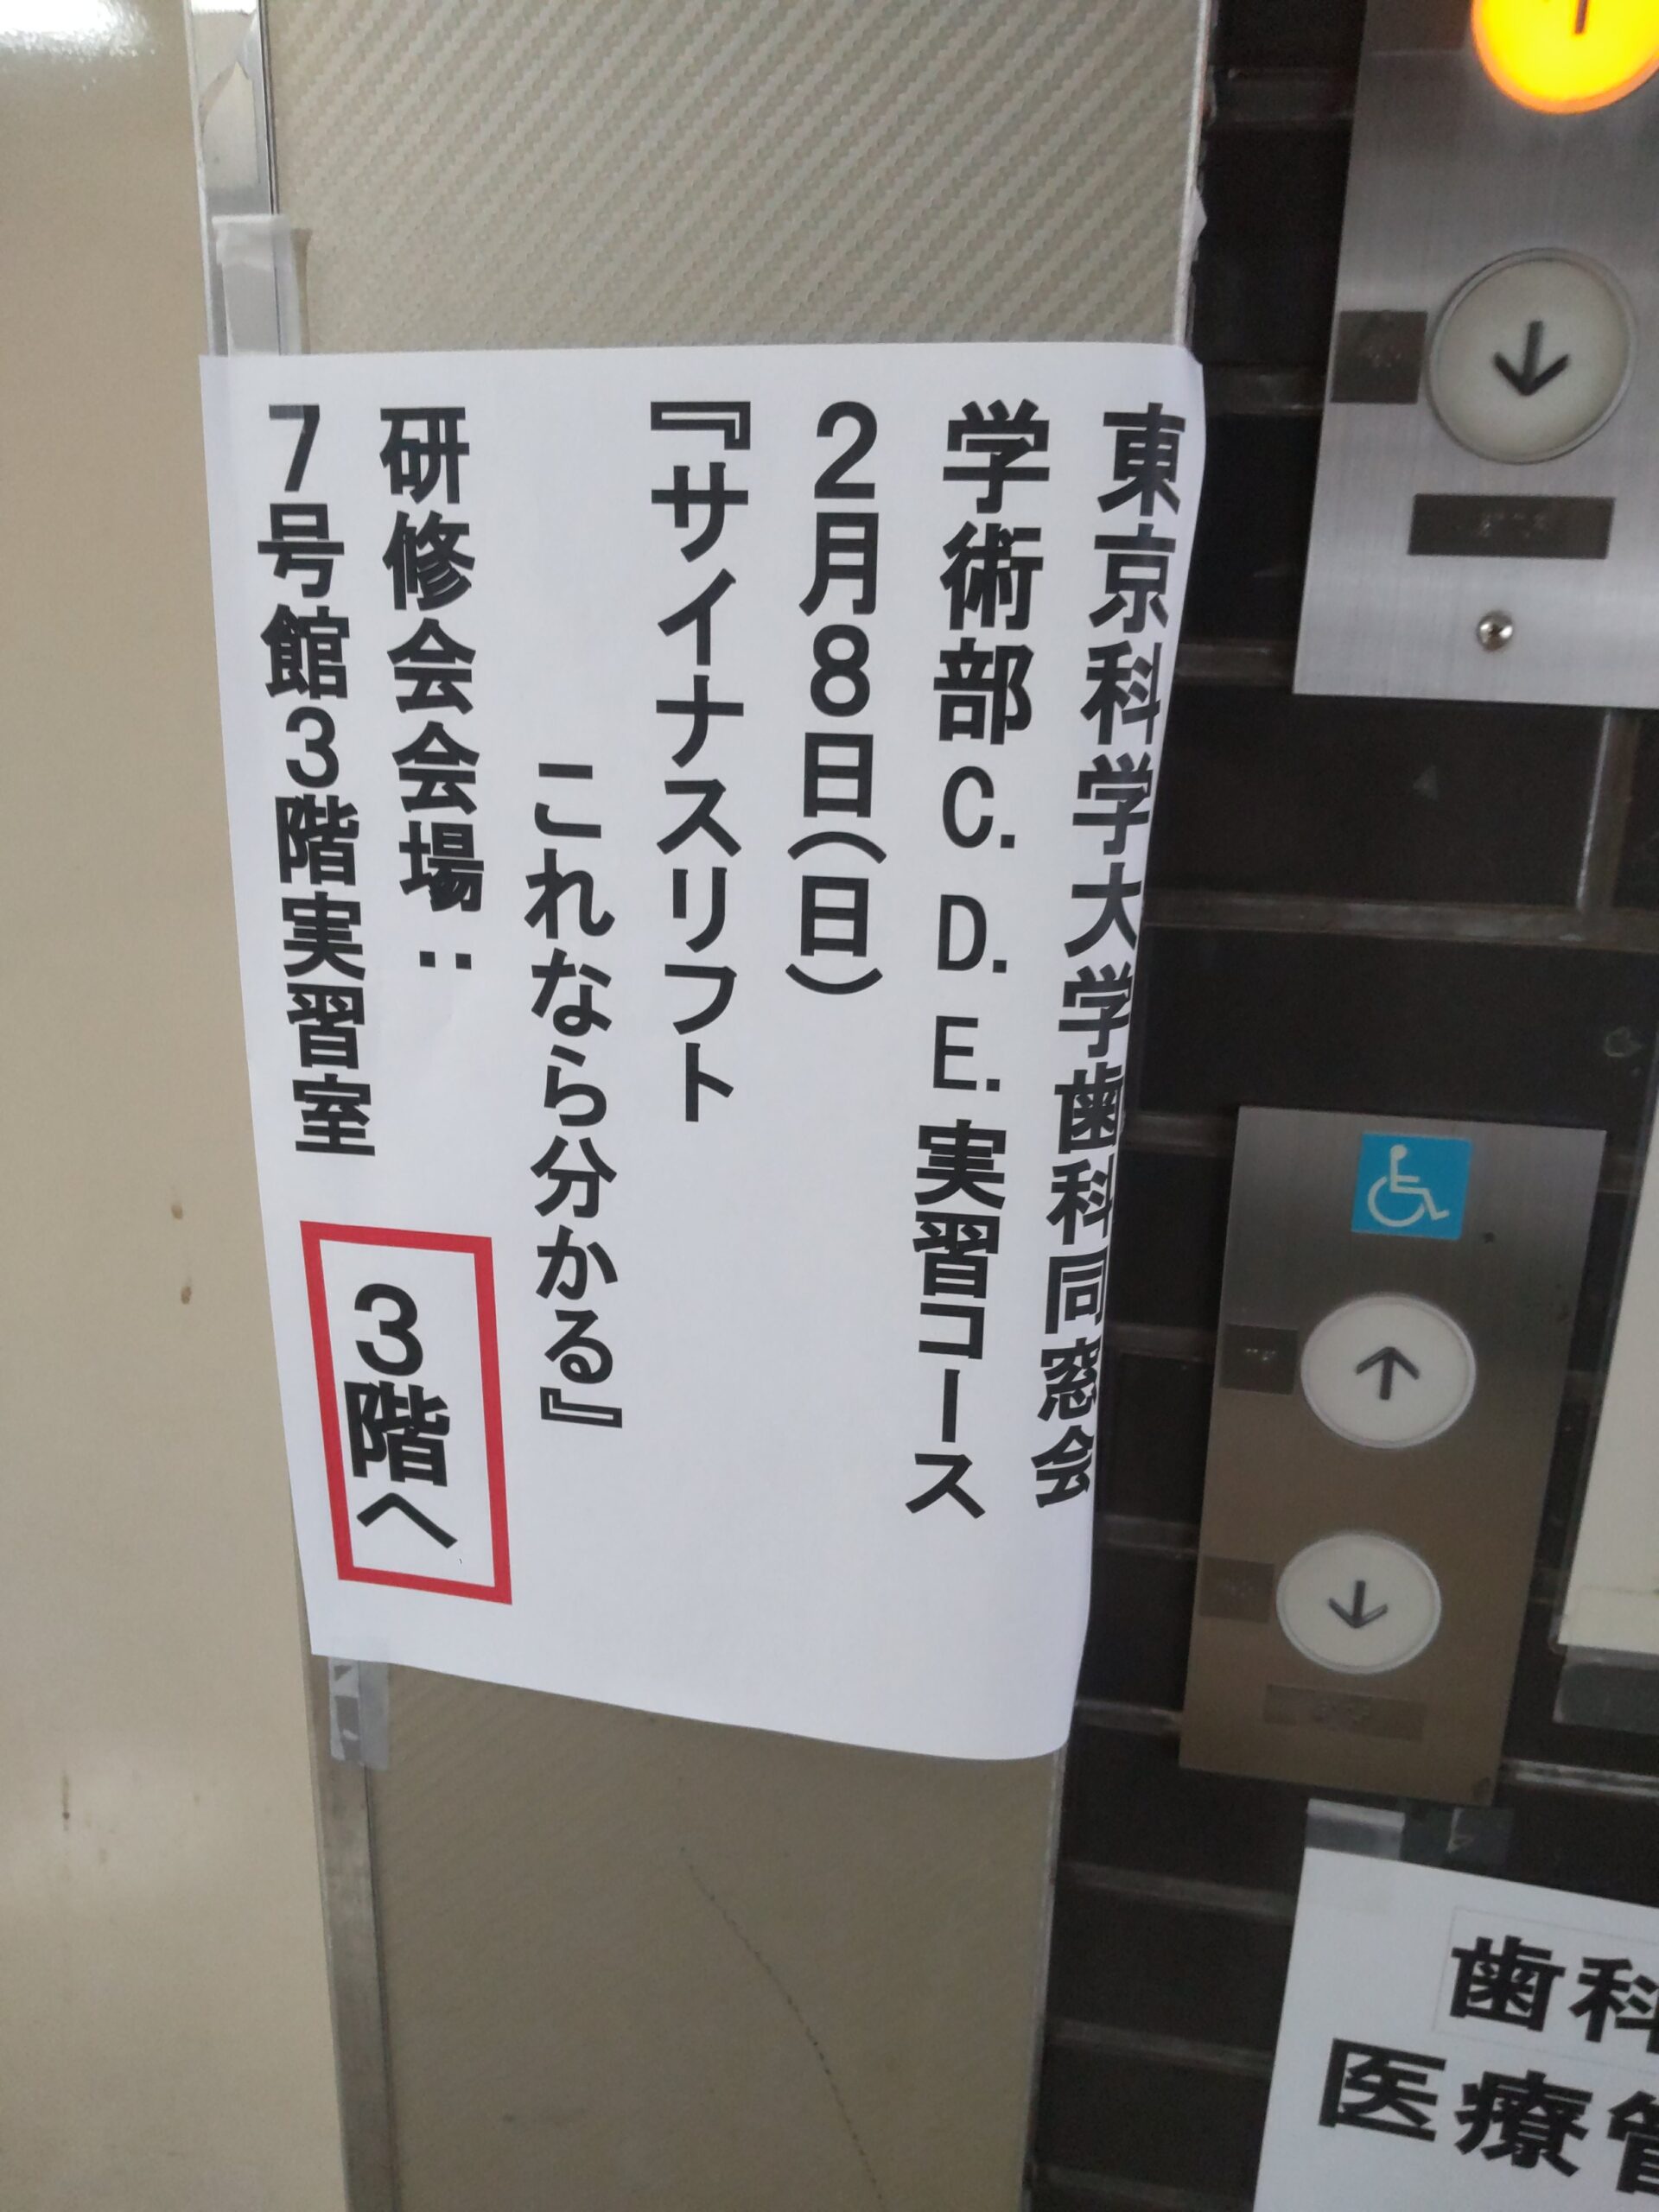 東京科学大学歯科同窓会
学術部C.D.E.実習コース
2月8日(日)
『サイナスリフト
これなら分かる』
研修会会場:
7号館3階実習室
3階へ
歯科
医療管